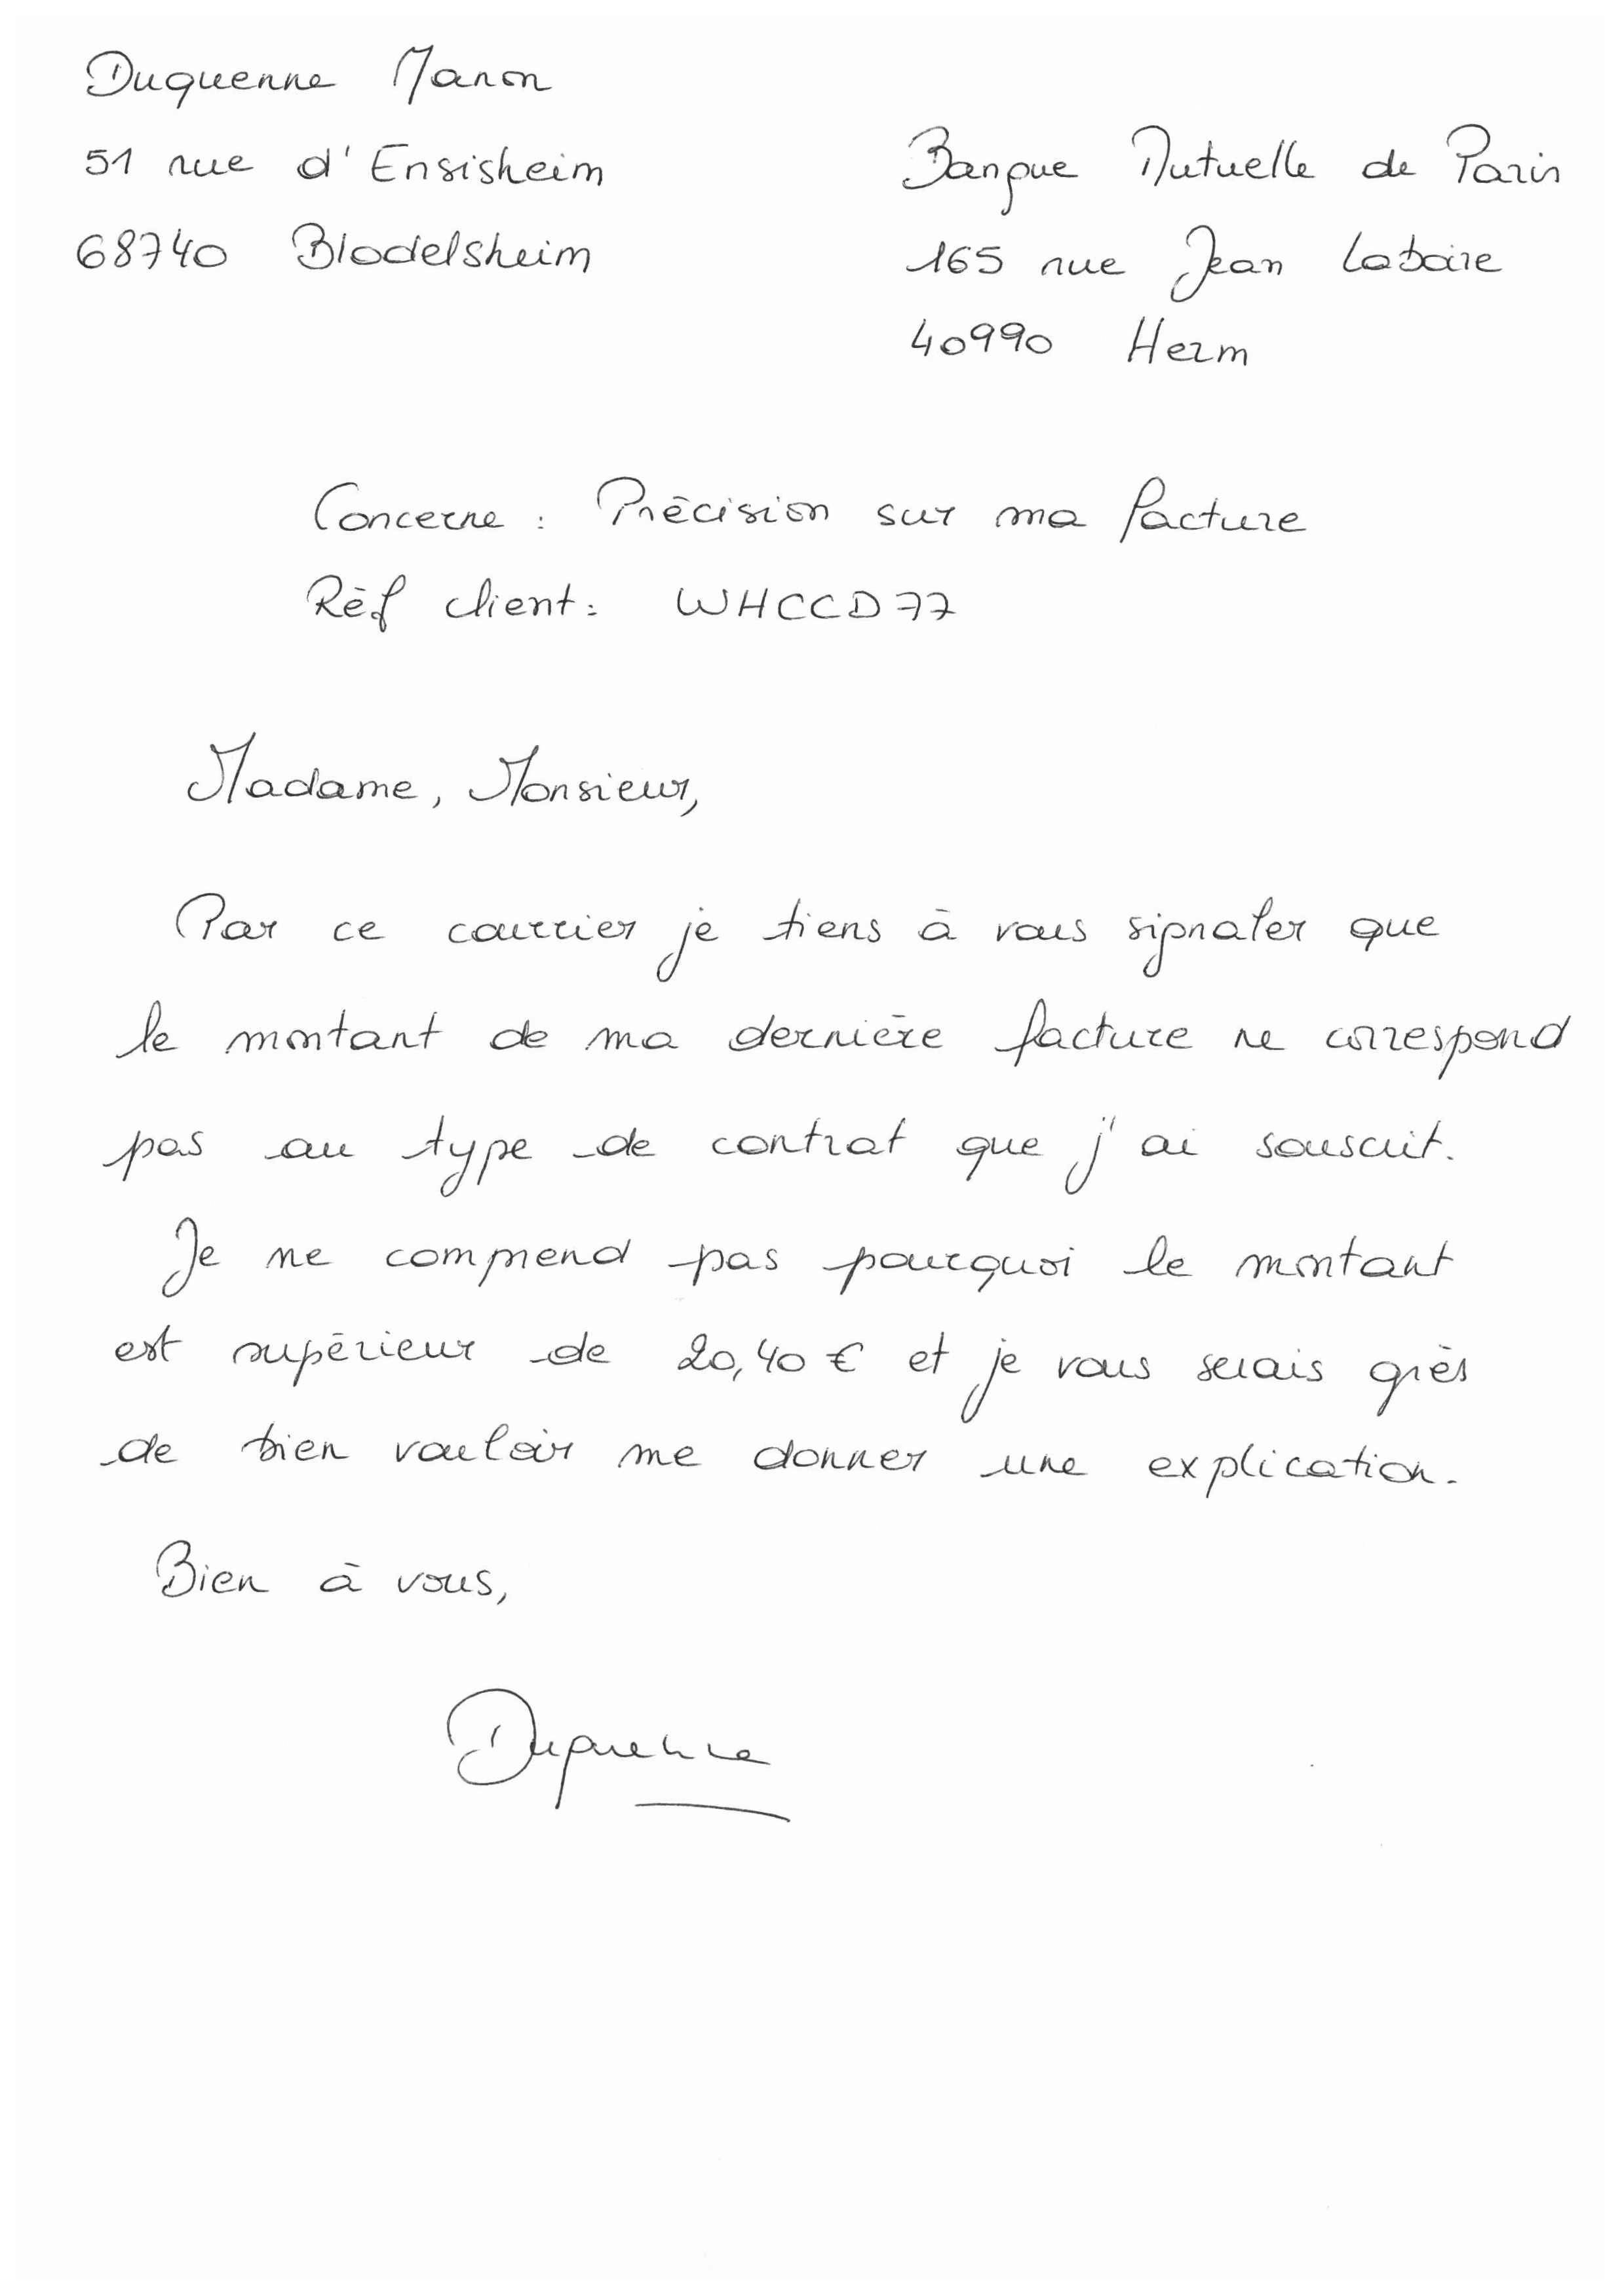 Duquenne Manon
51 rue d'Ensisheim
68740 Blodelsheim
Banque Mutuelle de Paris
165 rue Jean Labaire
40990 Herm
Concerne : Précision sur ma facture
Réf client : WHCCD77
Madame, Monsieur,
Par ce courrier je tiens à vous signaler que
le montant de ma dernière facture ne correspond
pas au type de contrat que j'ai souscrit.
Je ne comprend pas pourquoi le montant
est supérieur de 20,40 € et je vous serais grès
de bien vouloir me donner une explication.
Bien à vous,
Duquenne